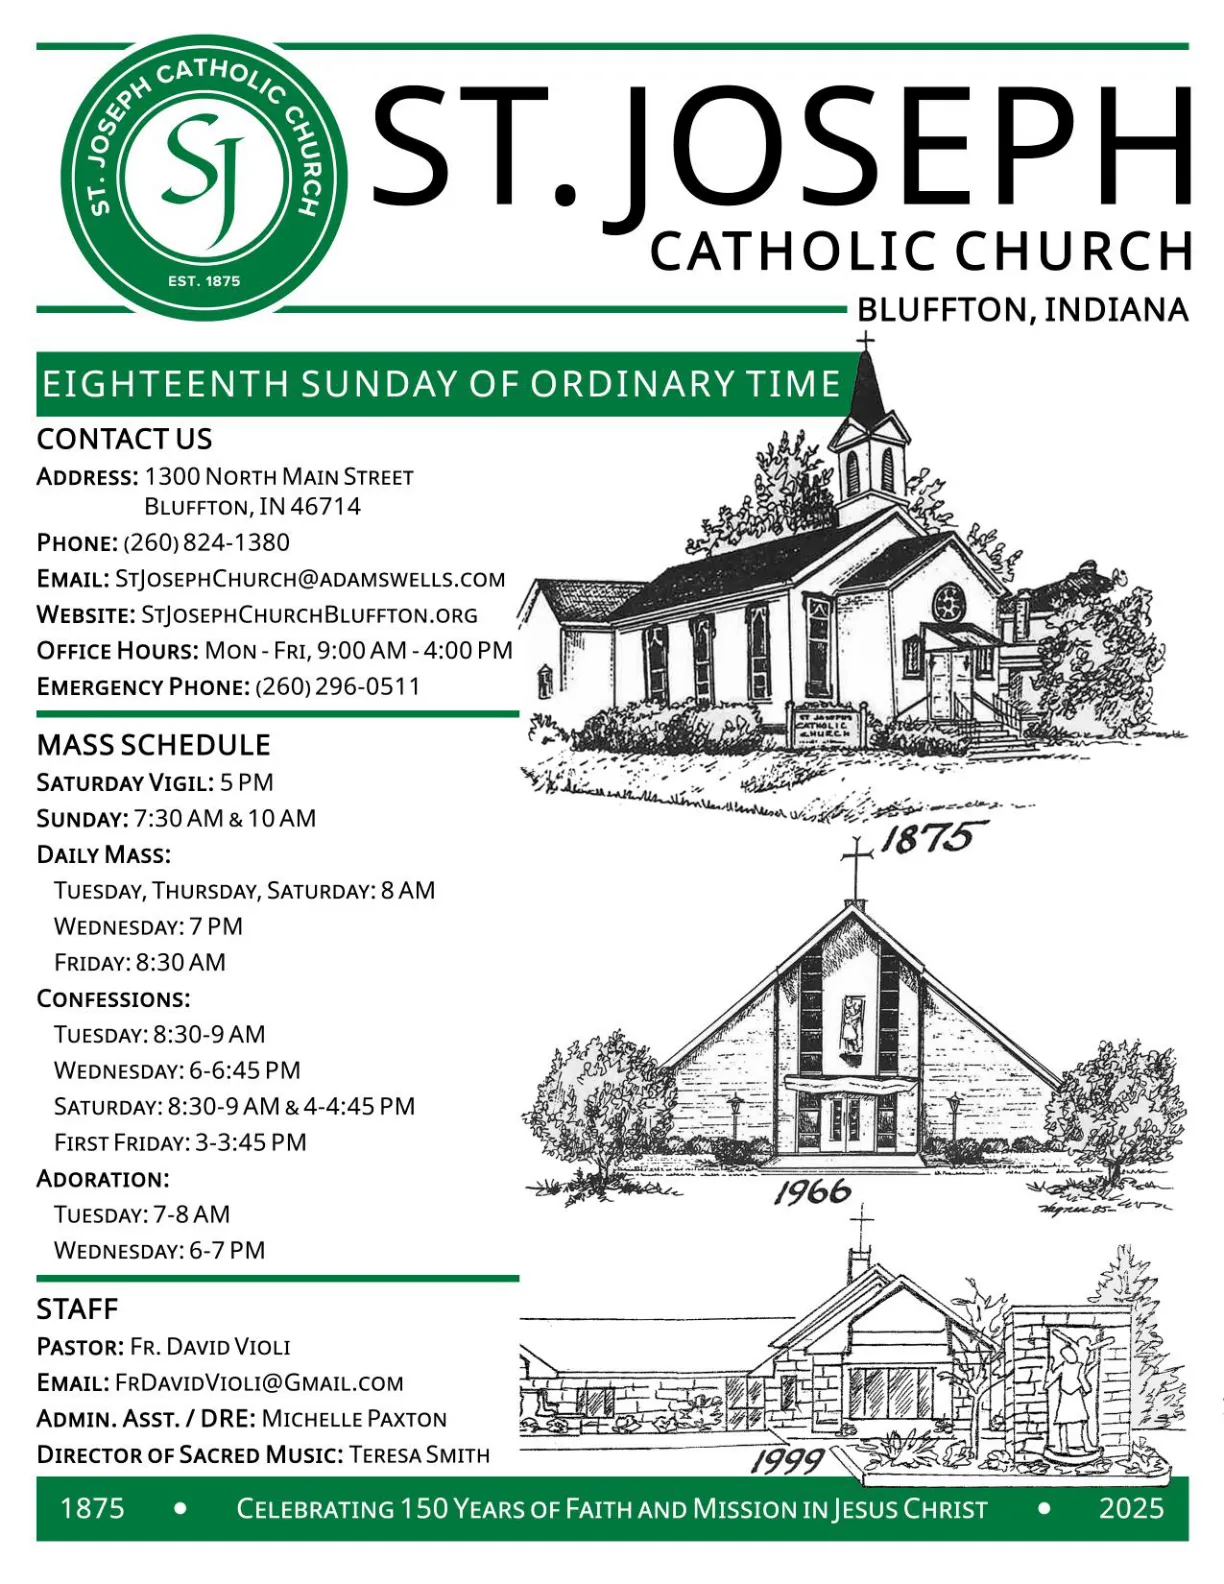 ST. JOSEPH CATHOLIC CHURCH
SJ
EST. 1875
ST. JOSEPH
CATHOLIC CHURCH
BLUFFTON, INDIANA
EIGHTEENTH SUNDAY OF ORDINARY TIME
CONTACT US
Address: 1300 North Main Street
Bluffton, IN 46714
Phone: (260) 824-1380
Email: StJosephChurch@adamswells.com
Website: StJosephChurchBluffton.org
Office Hours: Mon - Fri, 9:00 AM - 4:00 PM
Emergency Phone: (260) 296-0511
ST JOSEPH'S
CATHOLIC
CHURCH
1875
MASS SCHEDULE
Saturday Vigil: 5 PM
Sunday: 7:30 AM & 10 AM
Daily Mass:
Tuesday, Thursday, Saturday: 8 AM
Wednesday: 7 PM
Friday: 8:30 AM
Confessions:
Tuesday: 8:30-9 AM
Wednesday: 6-6:45 PM
Saturday: 8:30-9 AM & 4-4:45 PM
First Friday: 3-3:45 PM
Adoration:
Tuesday: 7-8 AM
Wednesday: 6-7 PM
1966
STAFF
Pastor: Fr. David Violi
Email: FrDavidVioli@Gmail.com
Admin. Asst. / DRE: Michelle Paxton
Director of Sacred Music: Teresa Smith
1999
1875 • Celebrating 150 Years of Faith and Mission in Jesus Christ • 2025